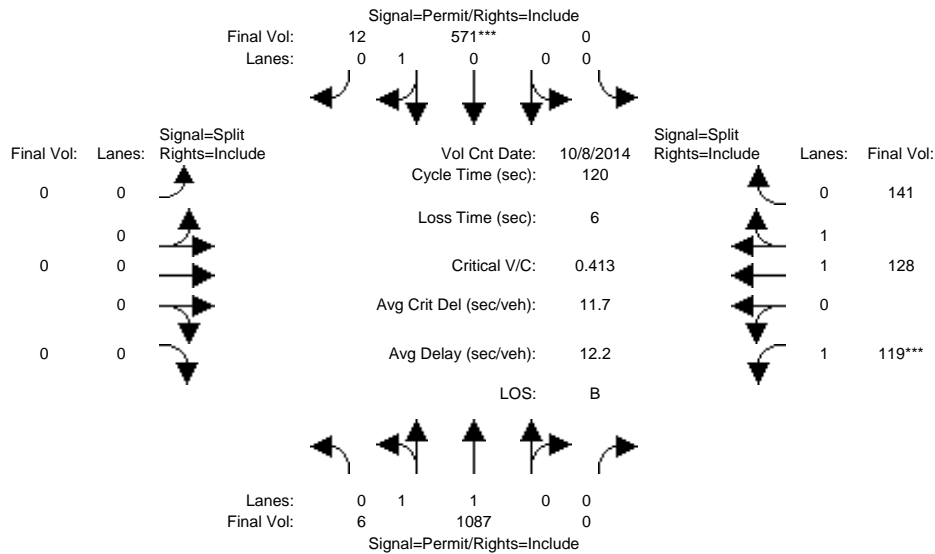 Signal=Permit/Rights=Include
Final Vol: 12 571*** 0
Lanes: 0 1 0 0 0
Signal=Split
Final Vol: Lanes: Rights=Include
Vol Cnt Date: 10/8/2014
Signal=Split
Rights=Include Lanes: Final Vol:
Cycle Time (sec): 120
0 0
0 141
Loss Time (sec): 6
0
1
0 0
Critical V/C: 0.413
1 128
0
Avg Crit Del (sec/veh): 11.7
0
0 0
Avg Delay (sec/veh): 12.2
1 119***
LOS: B
Lanes: 0 1 1 0 0
Final Vol: 6 1087 0
Signal=Permit/Rights=Include